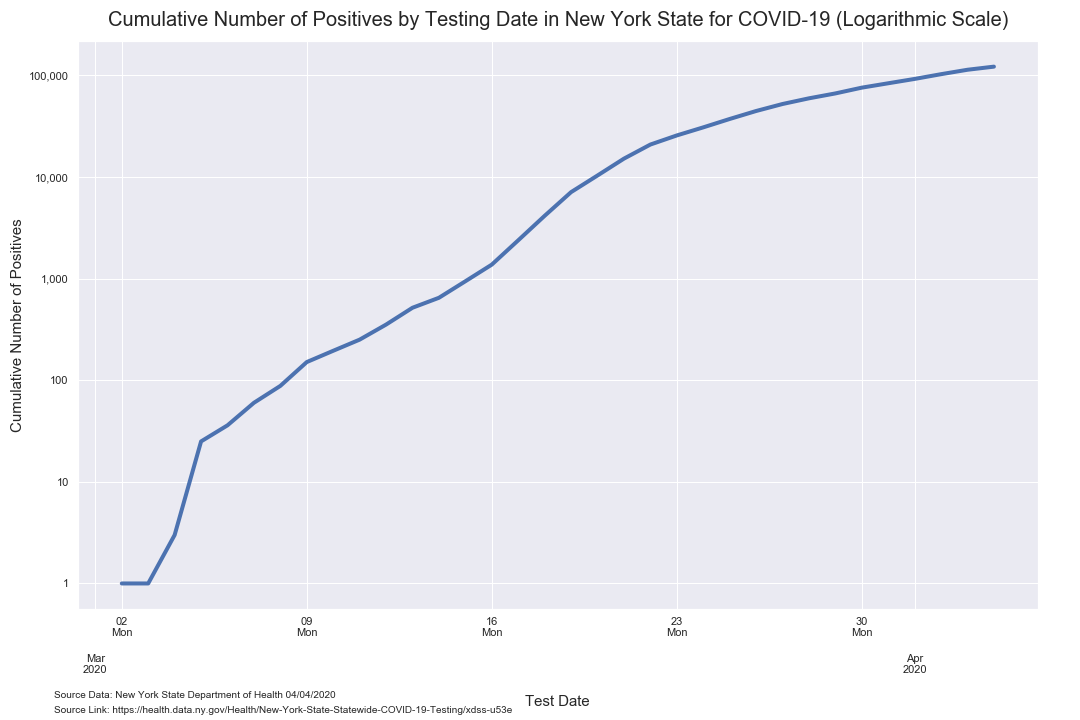 Cumulative Number of Positives by Testing Date in New York State for COVID-19 (Logarithmic Scale)
Cumulative Number of Positives
100,000
10,000
1,000
100
10
1
02
Mon
09
Mon
16
Mon
23
Mon
30
Mon
Mar
2020
Apr
2020
Test Date
Source Data: New York State Department of Health 04/04/2020
Source Link: https://health.data.ny.gov/Health/New-York-State-Statewide-COVID-19-Testing/xdss-u53e